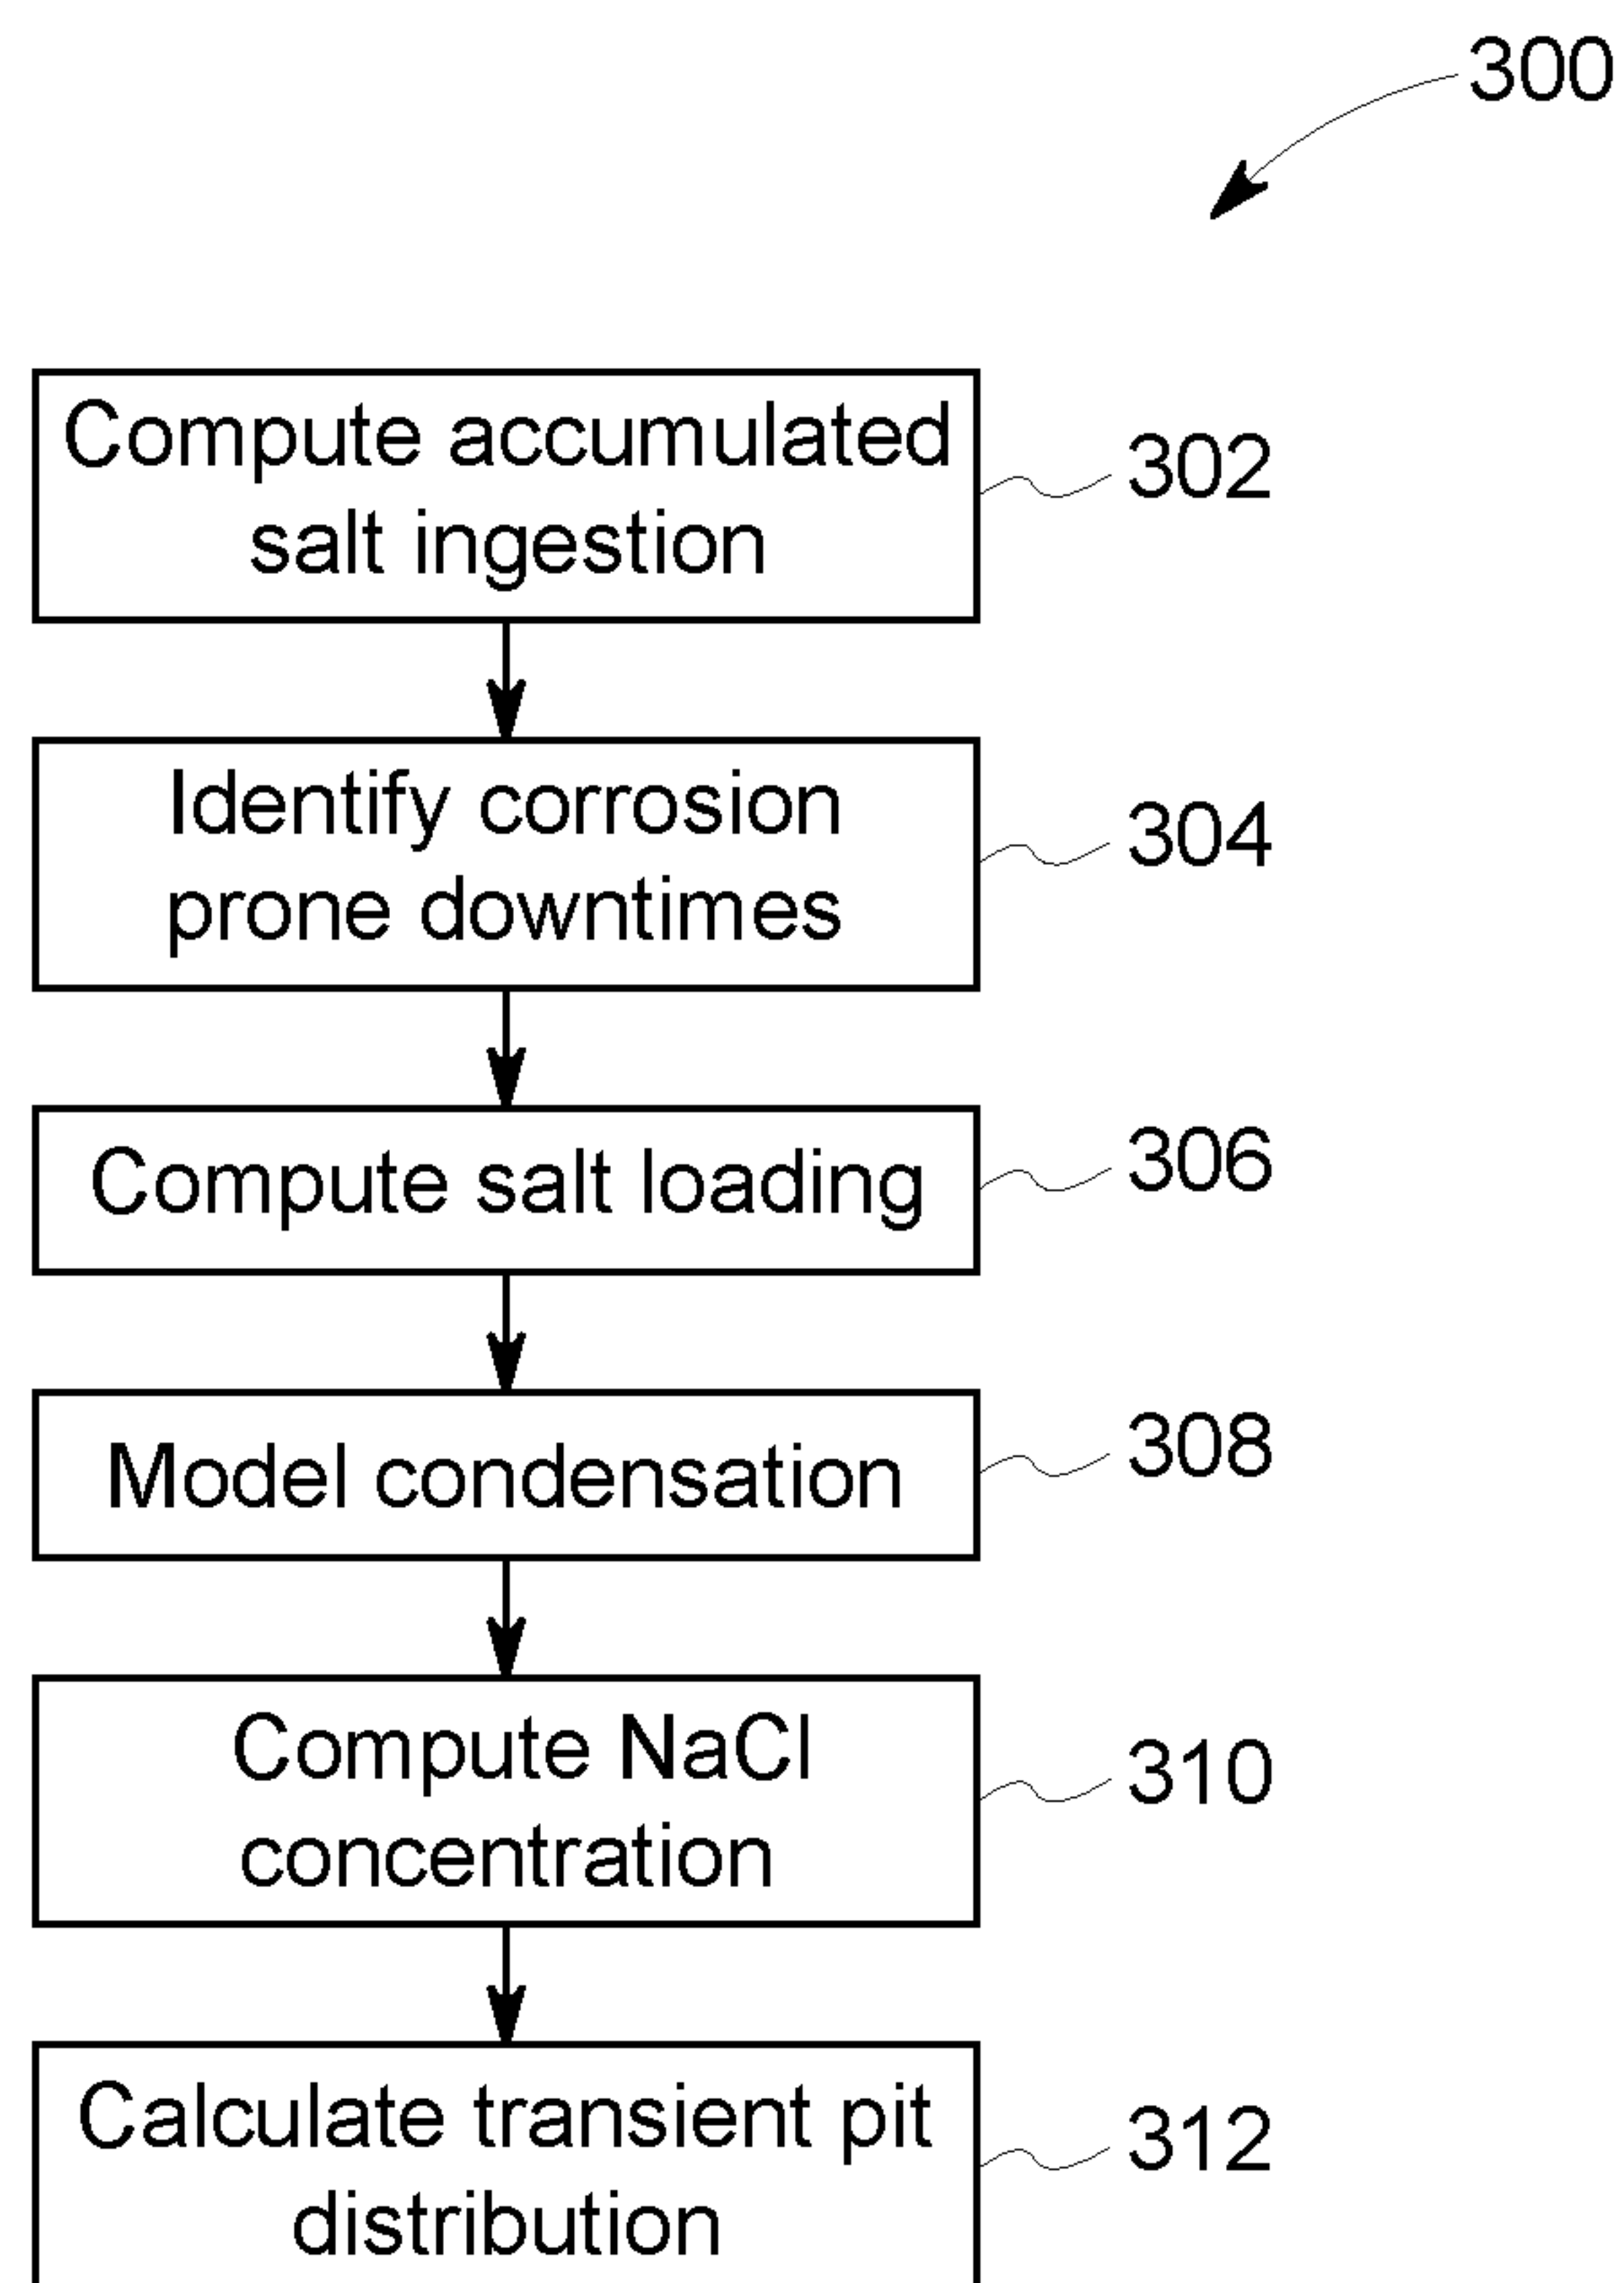 300
Compute accumulated
salt ingestion
302
Identify corrosion
prone downtimes
304
Compute salt loading
306
Model condensation
308
Compute NaCl
concentration
310
Calculate transient pit
distribution
312